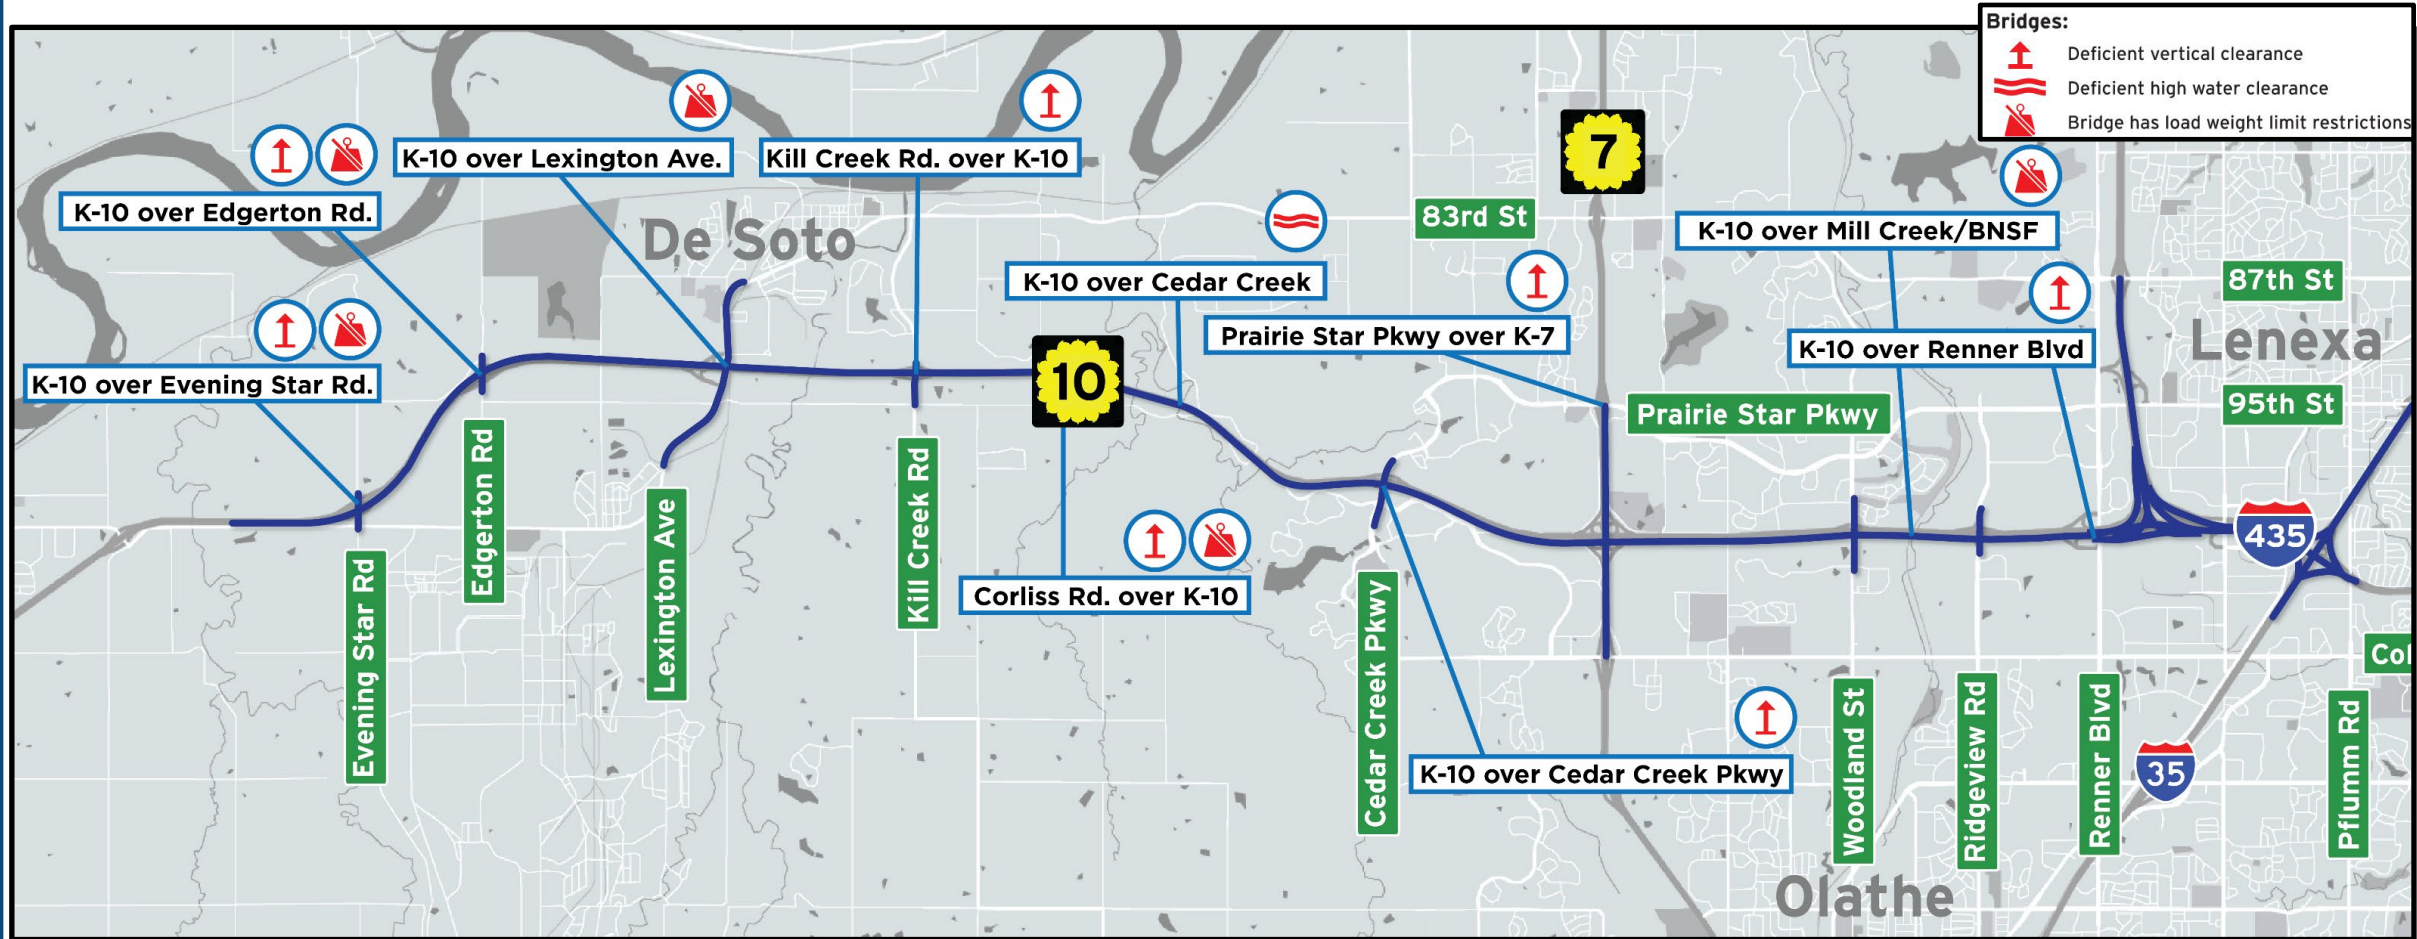 Bridges:
Deficient vertical clearance
Deficient high water clearance
Bridge has load weight limit restrictions
7
K-10 over Lexington Ave.
Kill Creek Rd. over K-10
K-10 over Edgerton Rd.
83rd St
K-10 over Mill Creek/BNSF
De Soto
K-10 over Cedar Creek
87th St
Prairie Star Pkwy over K-7
K-10 over Renner Blvd
Lenexa
K-10 over Evening Star Rd.
10
95th St
Prairie Star Pkwy
Edgerton Rd
Kill Creek Rd
Lexington Ave
435
Evening Star Rd
Corliss Rd. over K-10
Cedar Creek Pkwy
Col
Woodland St
Ridgeview Rd
Renner Blvd
Pflumm Rd
K-10 over Cedar Creek Pkwy
35
Olathe